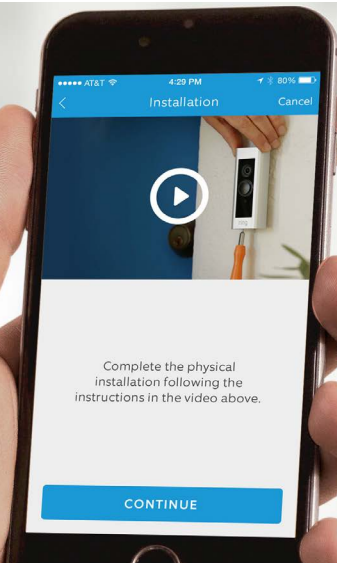 AT&T 4:29 PM 80%
Installation Cancel
ring
Complete the physical
installation following the
instructions in the video above.
CONTINUE